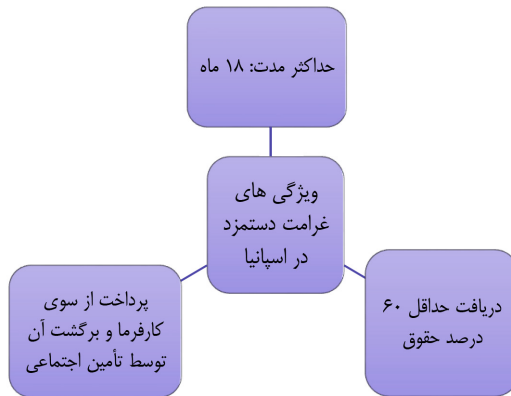 حداکثر مدت: ۱۸ ماه
ویژگی های
غرامت دستمزد
در اسپانیا
دریافت حداقل ۶۰
درصد حقوق
پرداخت از سوی
کارفرما و برگشت آن
توسط تأمین اجتماعی